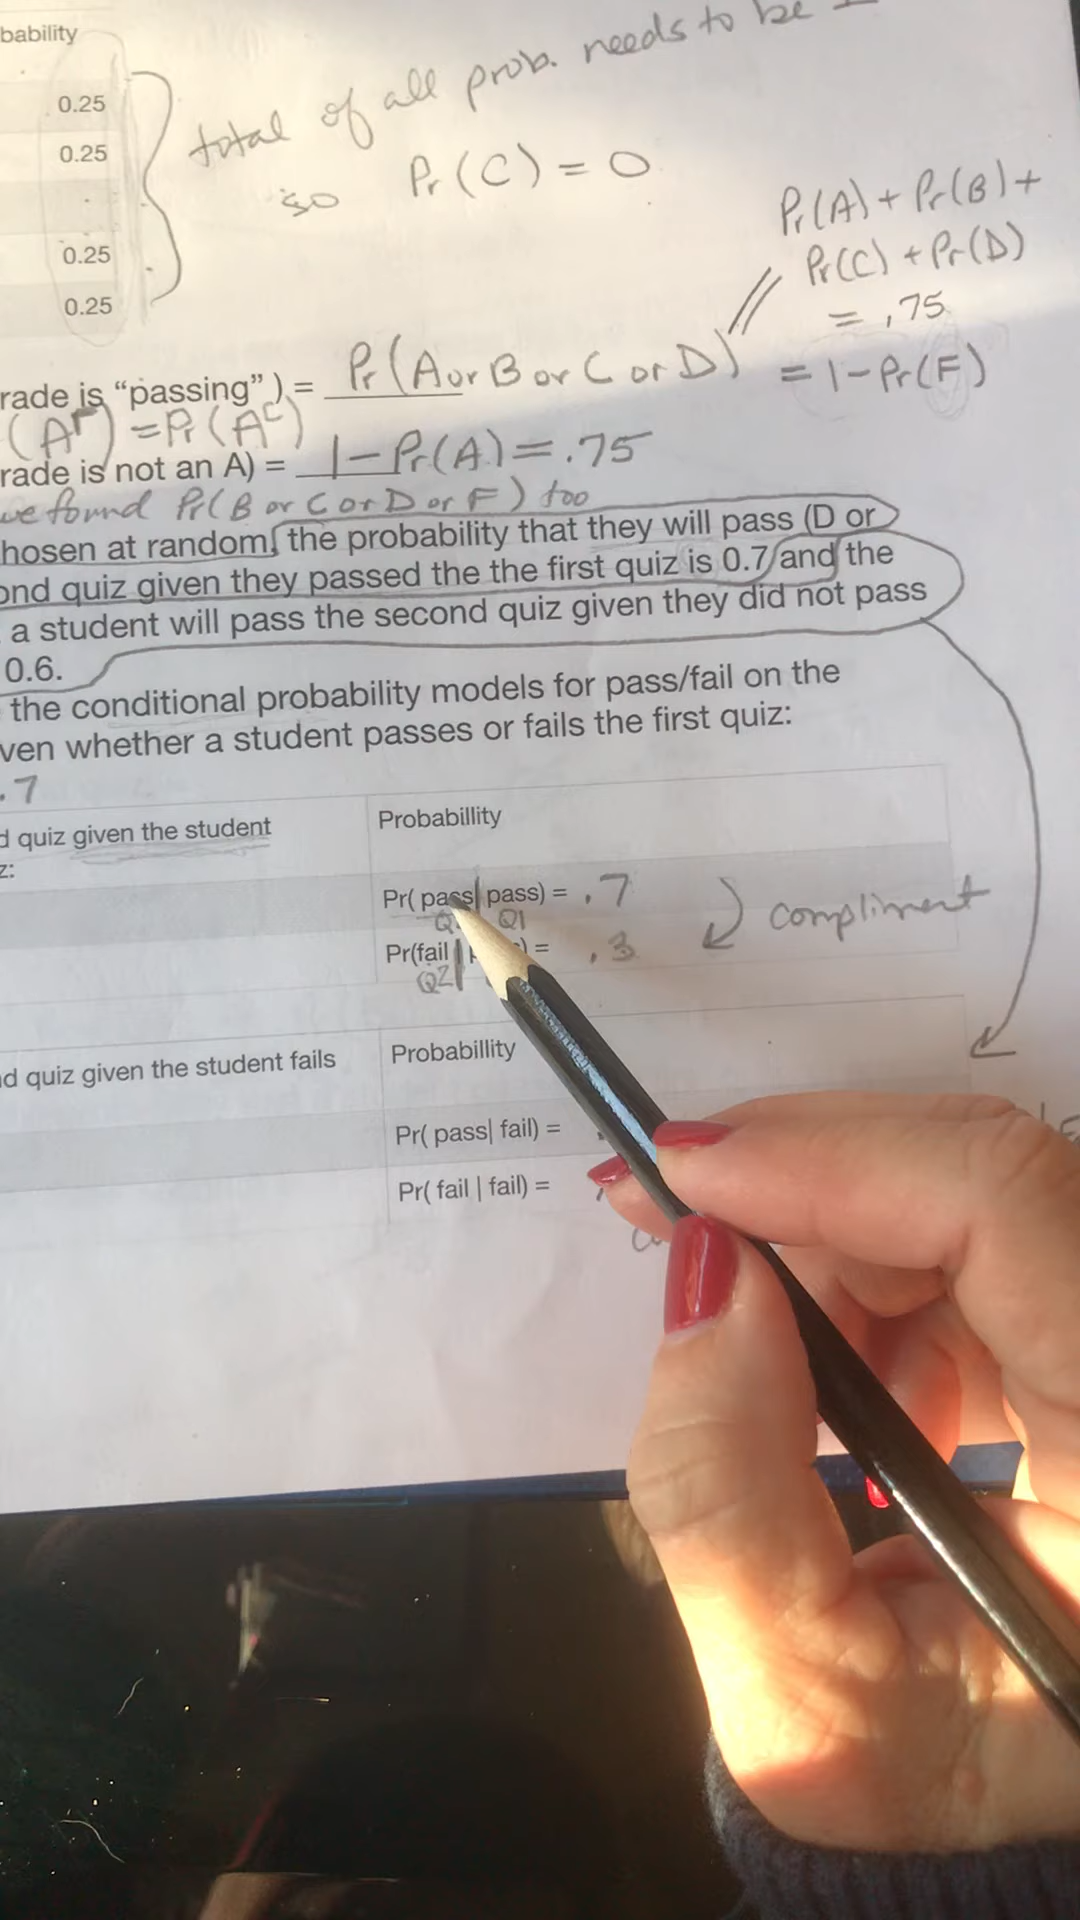 bability
total of all prob. needs to be
0.25
0.25
so Pr(C) = 0
0.25
0.25
Pr(A) + Pr(B) +
Pr(C) + Pr(D)
= .75
rade is “passing” ) = Pr(A or B or C or D) = 1 - Pr(F)
= Pr(Aᶜ)
rade is not an A) = 1 - Pr(A) = .75
we found Pr(B or C or D or F) too
hosen at random, the probability that they will pass (D or
ond quiz given they passed the the first quiz is 0.7 and the
a student will pass the second quiz given they did not pass
0.6.
the conditional probability models for pass/fail on the
ven whether a student passes or fails the first quiz:
.7
d quiz given the student
z:
Probabillity
Pr( pass| pass) = .7
Q1
compliment
Pr(fail | ) = .3
Q2
d quiz given the student fails
Probabillity
Pr( pass| fail) =
Pr( fail | fail) =